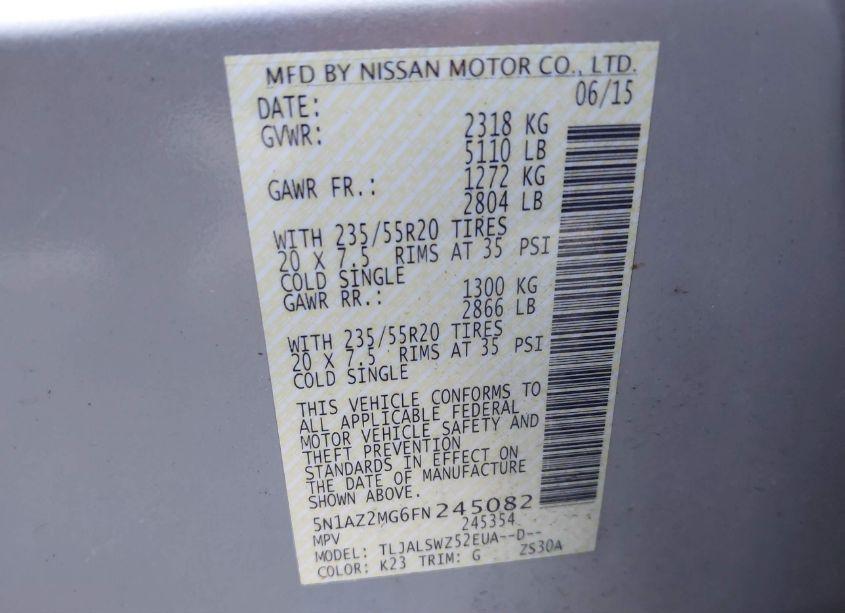 MFD BY NISSAN MOTOR CO., LTD.
DATE: 06/15
GVWR: 2318 KG
5110 LB
GAWR FR.: 1272 KG
2804 LB
WITH 235/55R20 TIRES
20 X 7.5 RIMS AT 35 PSI
COLD SINGLE
GAWR RR.: 1300 KG
2866 LB
WITH 235/55R20 TIRES
20 X 7.5 RIMS AT 35 PSI
COLD SINGLE
THIS VEHICLE CONFORMS TO
ALL APPLICABLE FEDERAL
MOTOR VEHICLE SAFETY AND
THEFT PREVENTION
STANDARDS IN EFFECT ON
THE DATE OF MANUFACTURE
SHOWN ABOVE.
5N1AZ2MG6FN245082
MPV 245354
MODEL: TLJALSWZ52EUA--D--
COLOR: K23 TRIM: G ZS30A